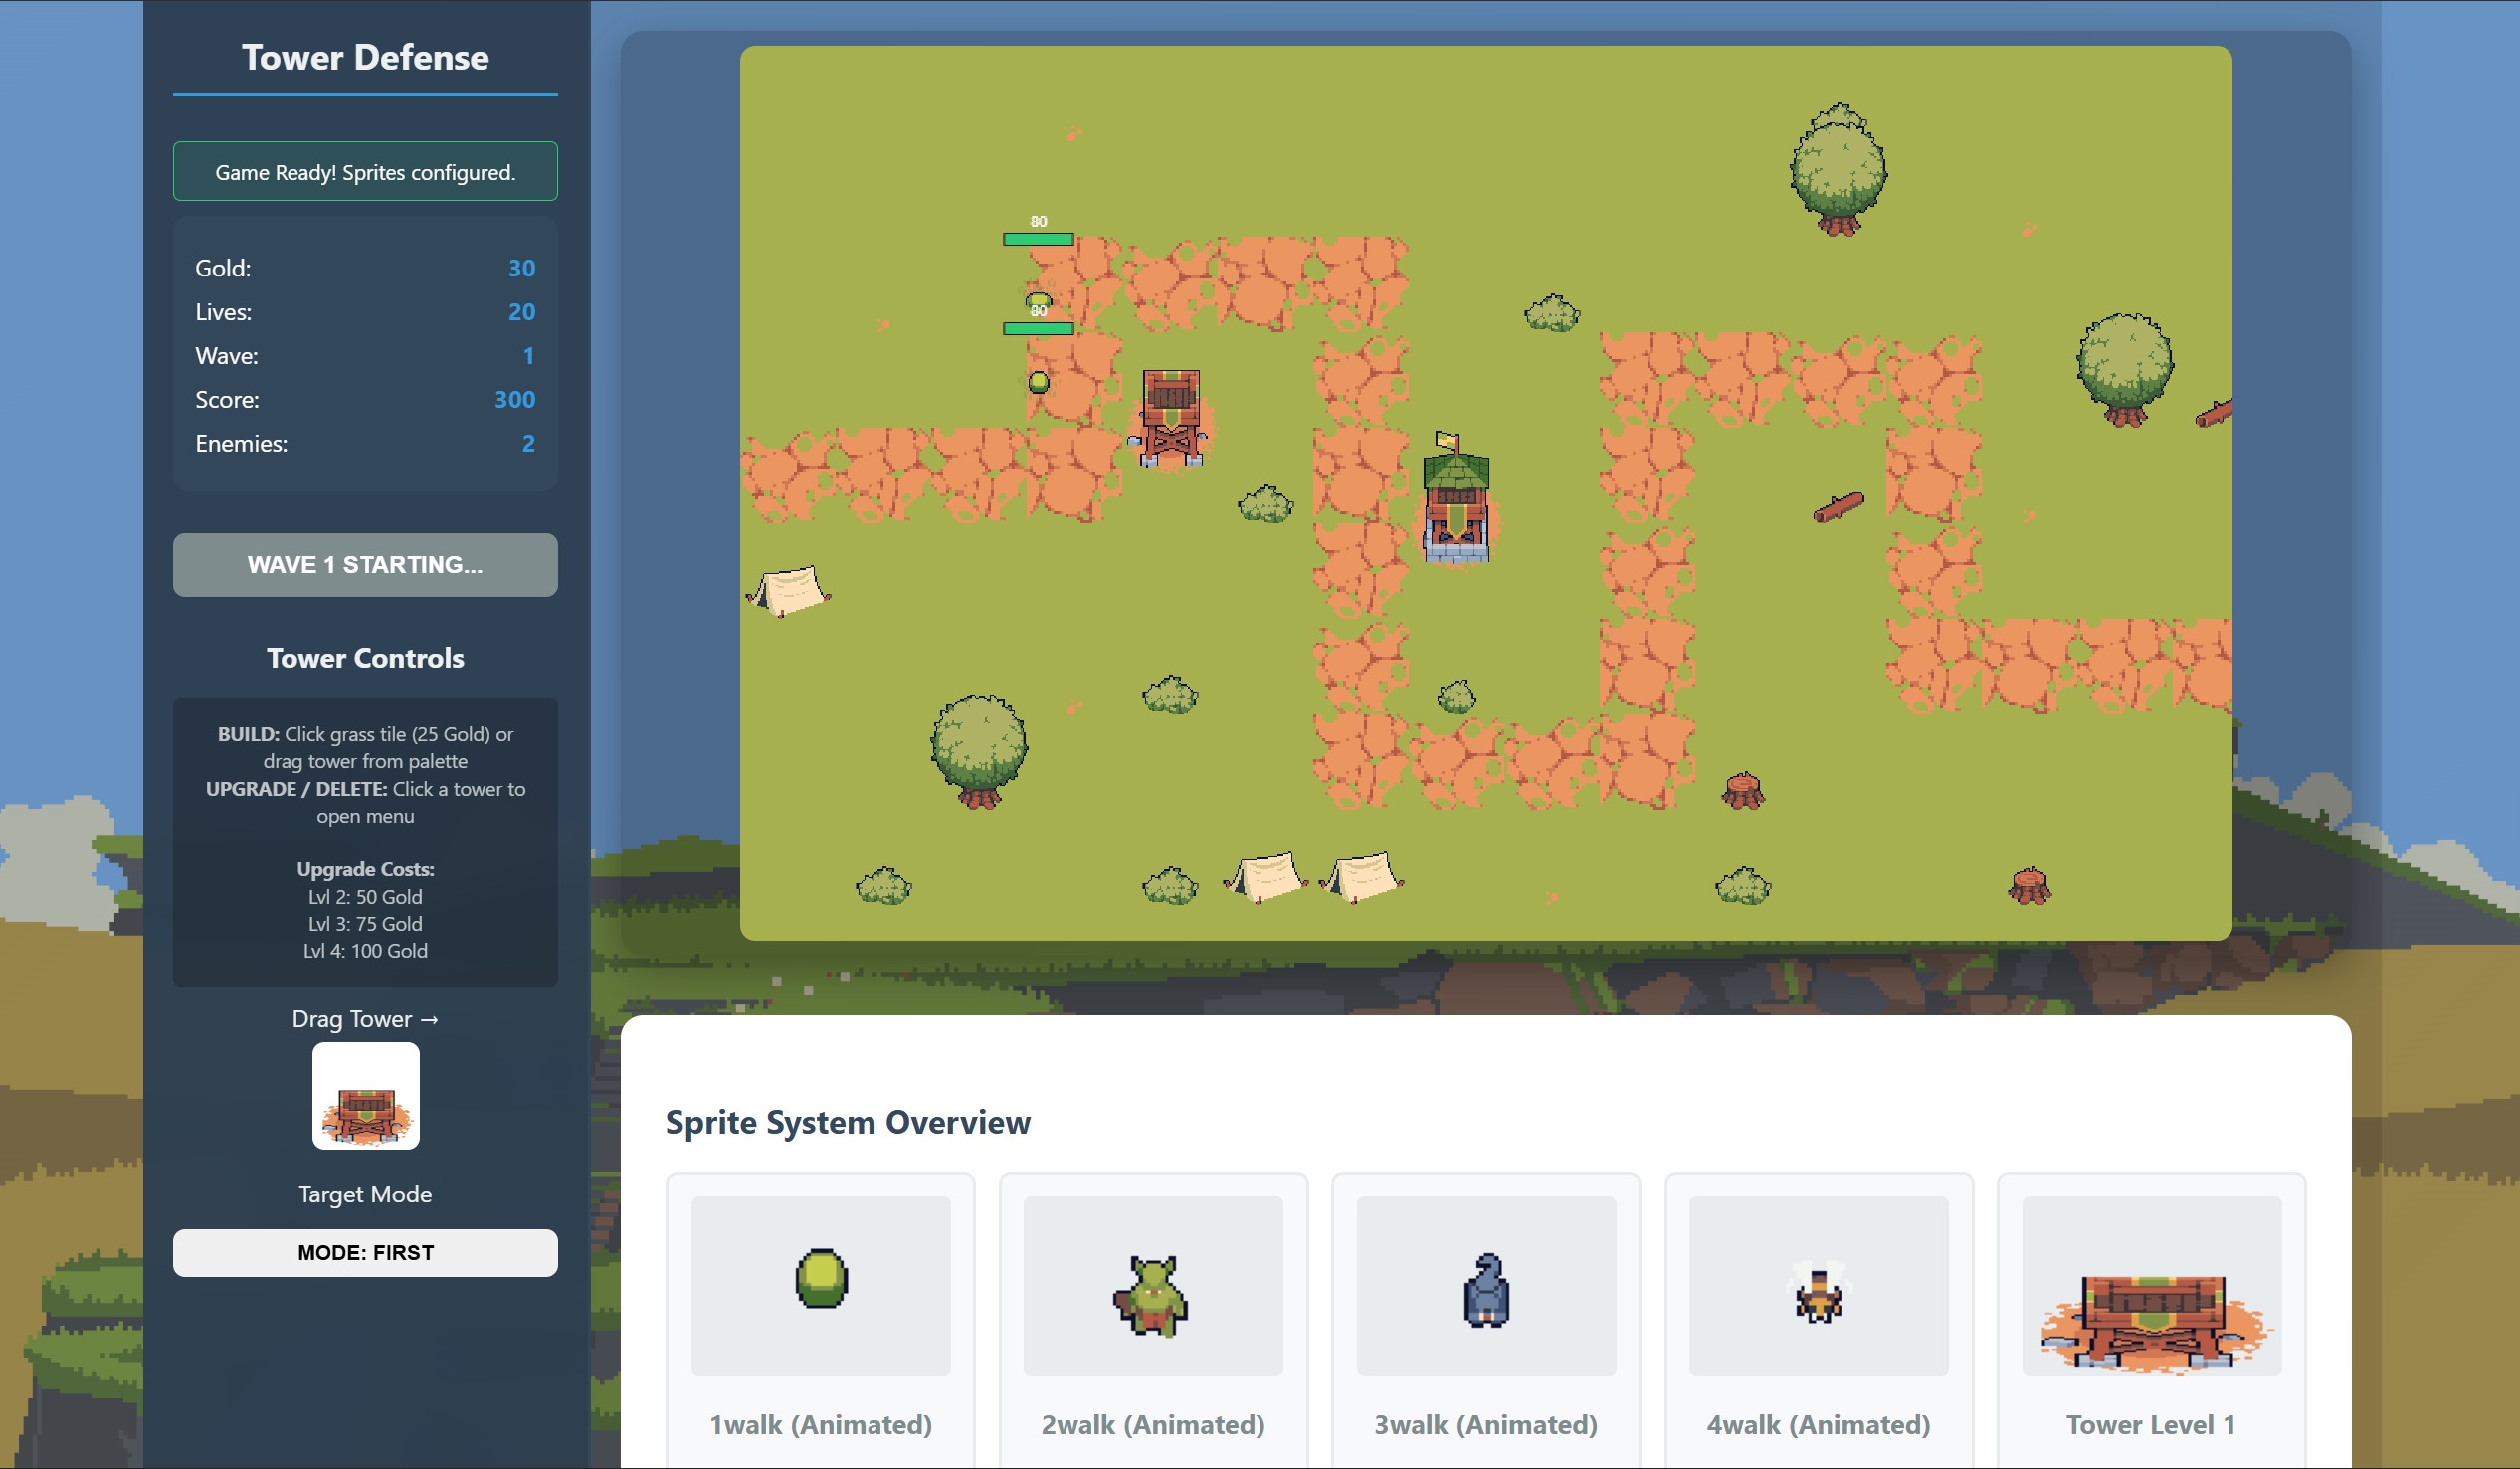 Tower Defense
Game Ready! Sprites configured.
Gold: 30
Lives: 20
Wave: 1
Score: 300
Enemies: 2
WAVE 1 STARTING...
Tower Controls
BUILD: Click grass tile (25 Gold) or
drag tower from palette
UPGRADE / DELETE: Click a tower to
open menu
Upgrade Costs:
Lvl 2: 50 Gold
Lvl 3: 75 Gold
Lvl 4: 100 Gold
Drag Tower →
Target Mode
MODE: FIRST
80
80
Sprite System Overview
1walk (Animated)
2walk (Animated)
3walk (Animated)
4walk (Animated)
Tower Level 1